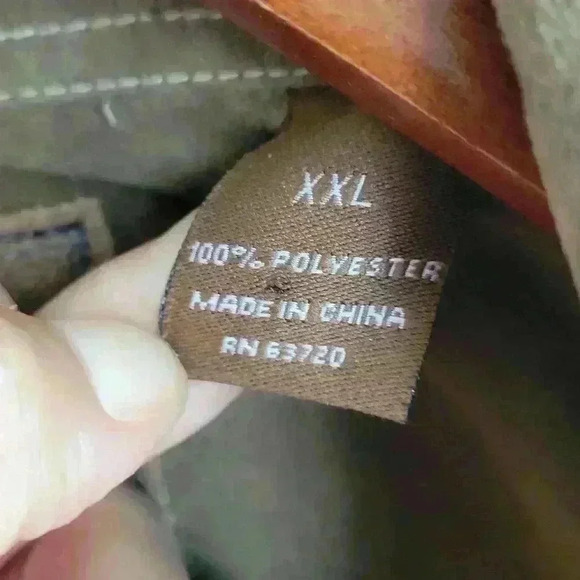 XXL
100% POLYESTER
MADE IN CHINA
RN 63720